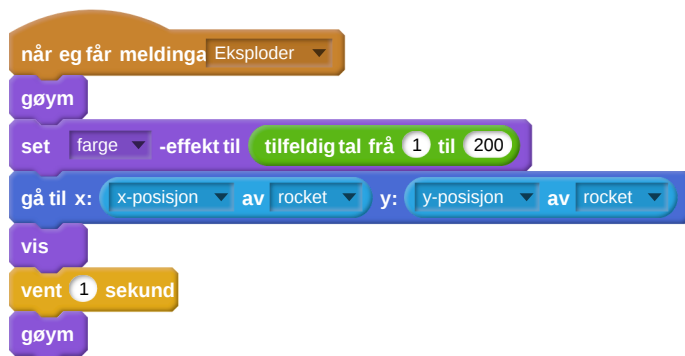 når eg får meldinga Eksploder
gøym
set farge -effekt til tilfeldig tal frå 1 til 200
gå til x: x-posisjon av rocket y: y-posisjon av rocket
vis
vent 1 sekund
gøym